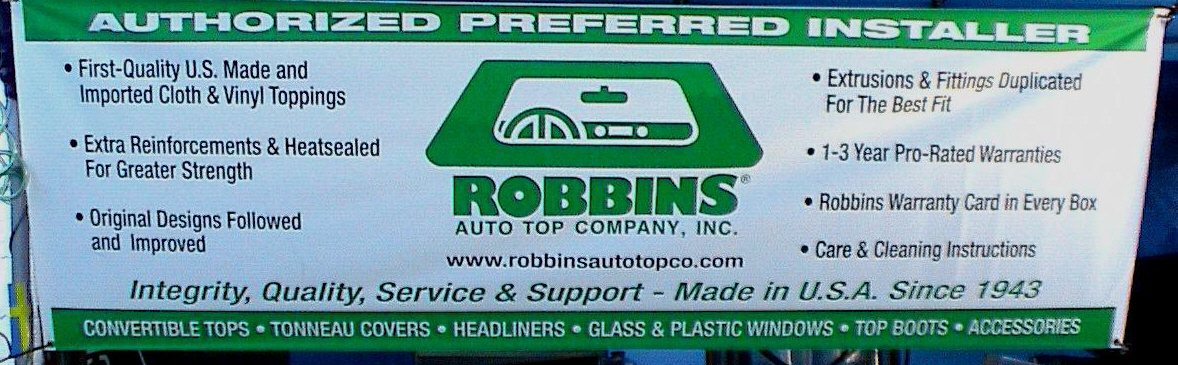 AUTHORIZED PREFERRED INSTALLER
• First-Quality U.S. Made and
Imported Cloth & Vinyl Toppings
• Extra Reinforcements & Heatsealed
For Greater Strength
• Original Designs Followed
and Improved
ROBBINS®
AUTO TOP COMPANY, INC.
www.robbinsautotopco.com
• Extrusions & Fittings Duplicated
For The Best Fit
• 1-3 Year Pro-Rated Warranties
• Robbins Warranty Card in Every Box
• Care & Cleaning Instructions
Integrity, Quality, Service & Support - Made in U.S.A. Since 1943
CONVERTIBLE TOPS • TONNEAU COVERS • HEADLINERS • GLASS & PLASTIC WINDOWS • TOP BOOTS • ACCESSORIES